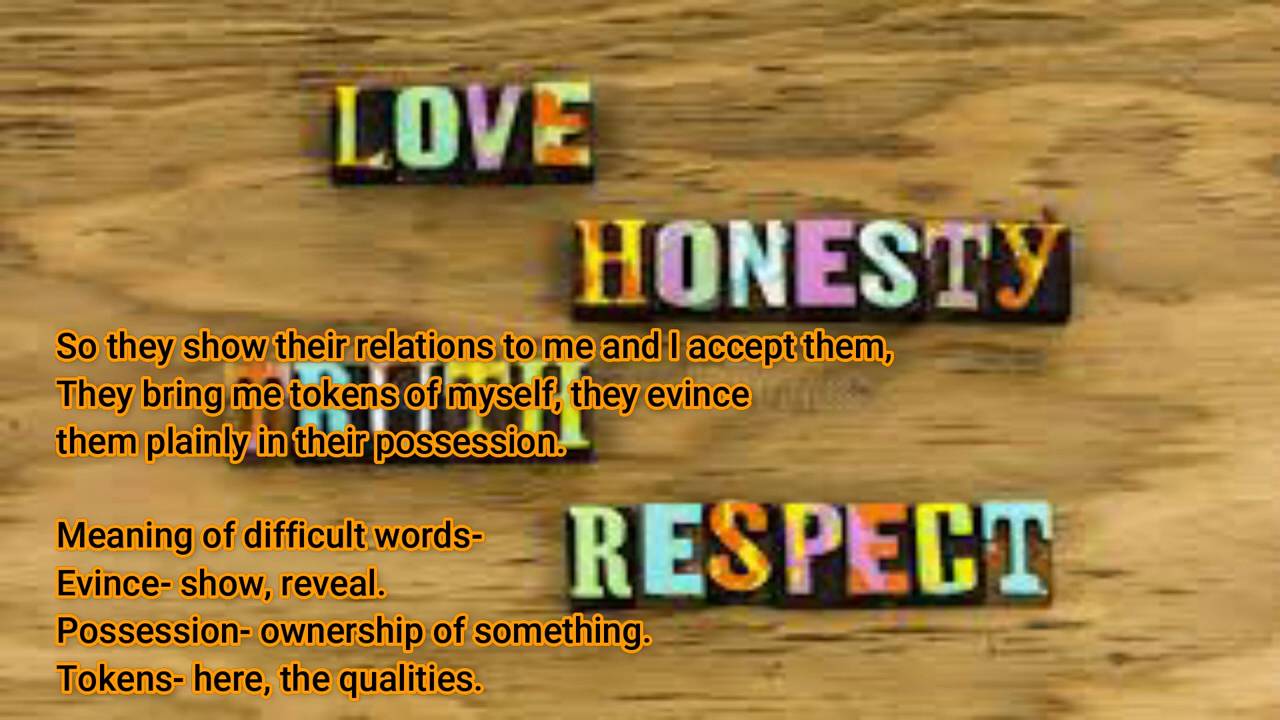 LOVE
HONESTY
So they show their relations to me and I accept them,
They bring me tokens of myself, they evince
TRUTH
them plainly in their possession.
RESPECT
Meaning of difficult words-
Evince- show, reveal.
Possession- ownership of something.
Tokens- here, the qualities.